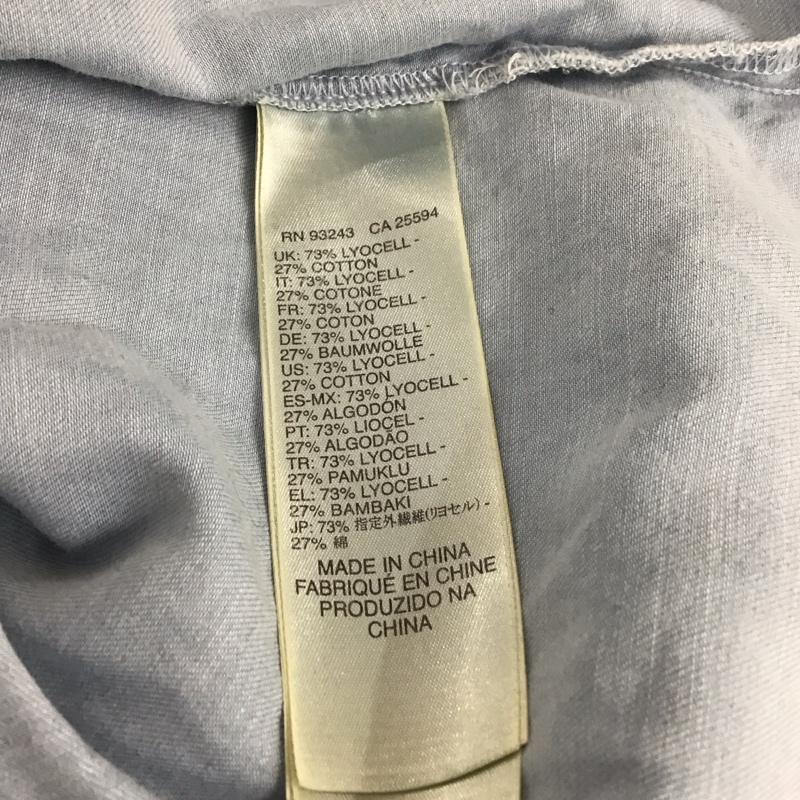 RN 93243 CA 25594
UK: 73% LYOCELL -
27% COTTON
IT: 73% LYOCELL -
27% COTONE
FR: 73% LYOCELL -
27% COTON
DE: 73% LYOCELL -
27% BAUMWOLLE
US: 73% LYOCELL -
27% COTTON
ES-MX: 73% LYOCELL -
27% ALGODÓN
PT: 73% LIOCEL -
27% ALGODÃO
TR: 73% LYOCELL -
27% PAMUKLU
EL: 73% LYOCELL -
27% BAMBAKI
JP: 73% 指定外繊維(リヨセル) -
27% 綿
MADE IN CHINA
FABRIQUÉ EN CHINE
PRODUZIDO NA
CHINA